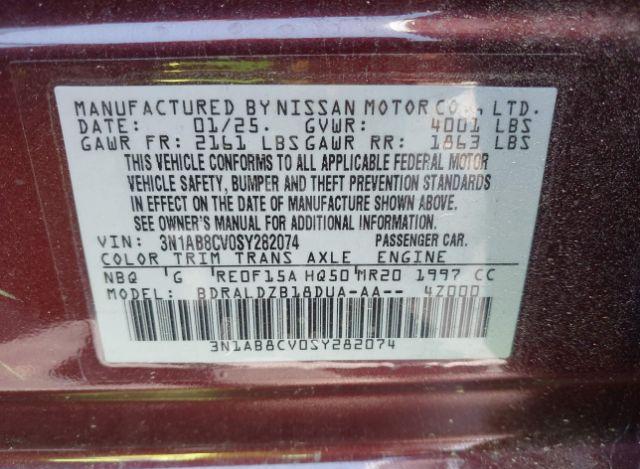 MANUFACTURED BY NISSAN MOTOR CO., LTD.
DATE: 01/25. GVWR: 4001 LBS
GAWR FR: 2161 LBS GAWR RR: 1863 LBS
THIS VEHICLE CONFORMS TO ALL APPLICABLE FEDERAL MOTOR
VEHICLE SAFETY, BUMPER AND THEFT PREVENTION STANDARDS
IN EFFECT ON THE DATE OF MANUFACTURE SHOWN ABOVE.
SEE OWNER'S MANUAL FOR ADDITIONAL INFORMATION.
VIN: 3N1AB8CV0SY282074 PASSENGER CAR.
COLOR TRIM TRANS AXLE ENGINE
NBQ G RE0F15A HQ50 MR20 1997 CC
MODEL: BDRALDZB18DUA-AA-- 4Z000
3N1AB8CV0SY282074